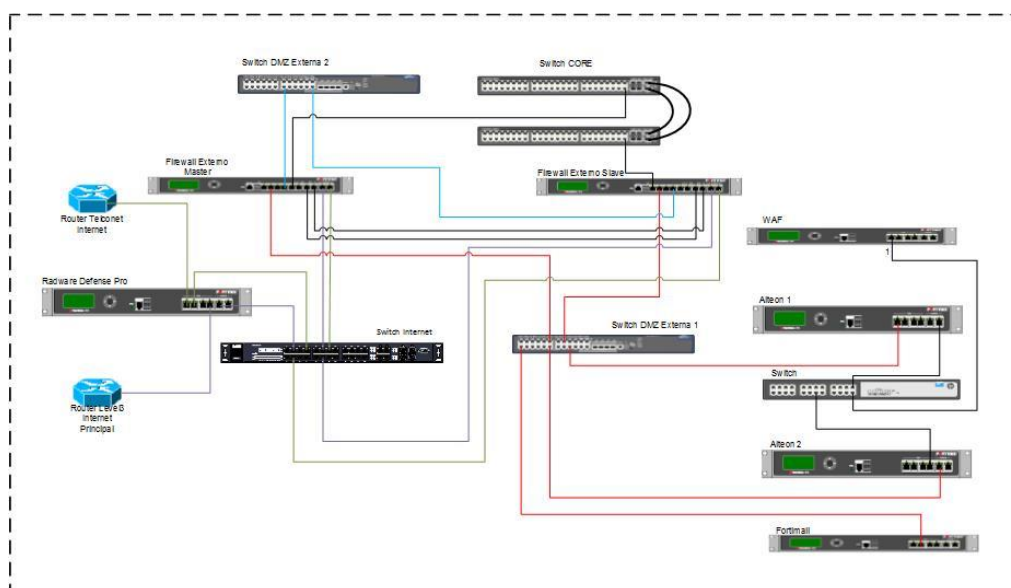 Switch DMZ Externa 2
Switch CORE
Firewall Externo
Master
Firewall Externo Slave
Router Telconet
Internet
WAF
1
Radware Defense Pro
Alteon 1
Switch Internet
Switch DMZ Externa 1
Switch
Router Level3
Internet
Principal
Alteon 2
Fortimail